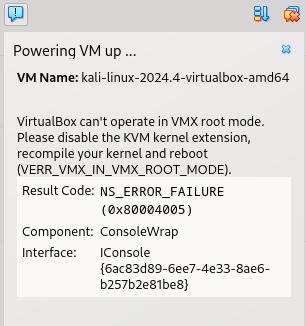 Powering VM up ...
VM Name: kali-linux-2024.4-virtualbox-amd64
VirtualBox can't operate in VMX root mode.
Please disable the KVM kernel extension,
recompile your kernel and reboot
(VERR_VMX_IN_VMX_ROOT_MODE).
Result Code: NS_ERROR_FAILURE
(0x80004005)
Component: ConsoleWrap
Interface: IConsole
{6ac83d89-6ee7-4e33-8ae6-
b257b2e81be8}